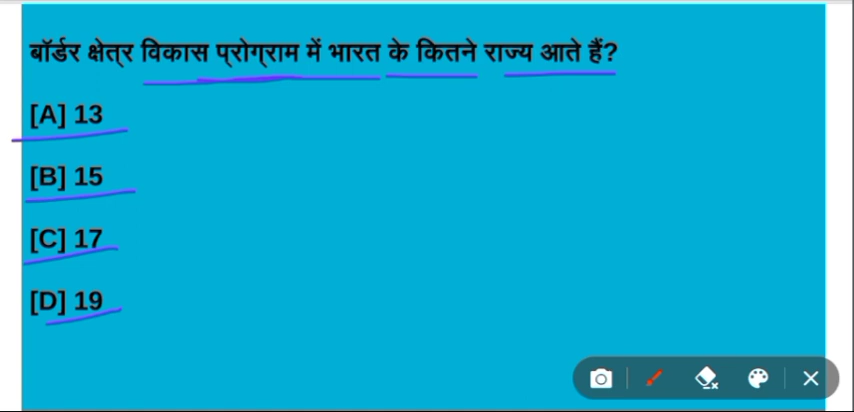 बॉर्डर क्षेत्र विकास प्रोग्राम में भारत के कितने राज्य आते हैं?
[A] 13
[B] 15
[C] 17
[D] 19